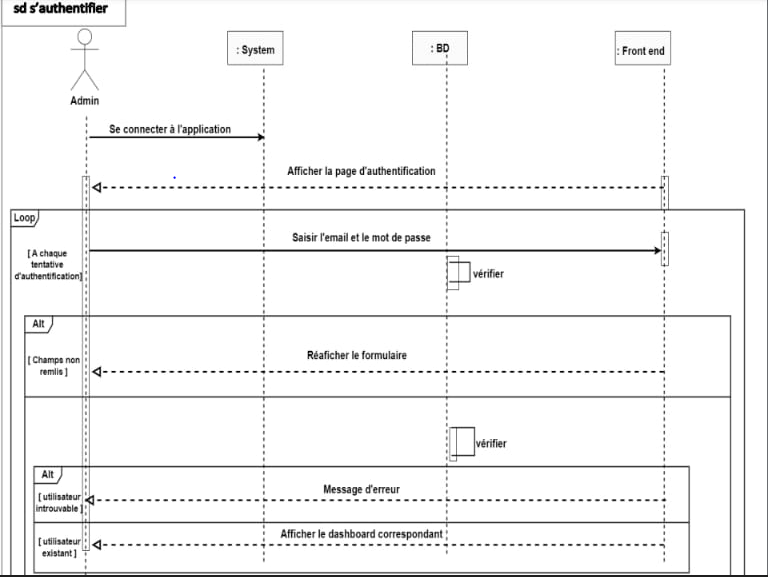 sd s'authentifier
: System
: BD
: Front end
Admin
Se connecter à l'application
Afficher la page d'authentification
Loop
Saisir l'email et le mot de passe
[ A chaque
tentative
d'authentification]
vérifier
Alt
[ Champs non
remlis ]
Réaficher le formulaire
vérifier
Alt
[ utilisateur
introuvable ]
Message d'erreur
[ utilisateur
existant ]
Afficher le dashboard correspondant